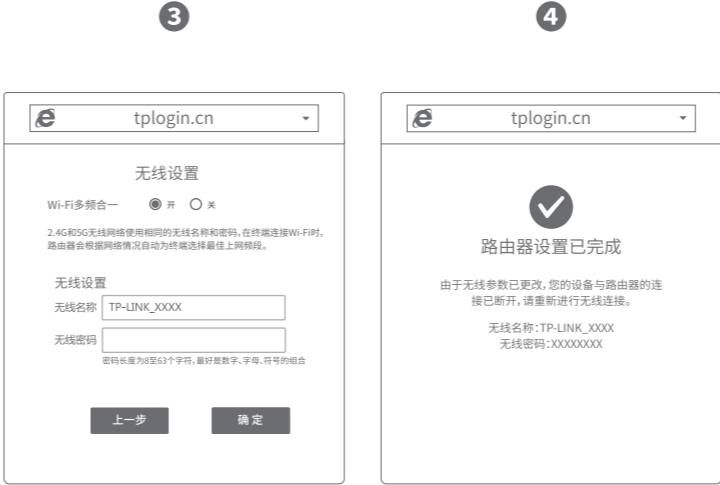 3
4
tplogin.cn
无线设置
Wi-Fi多频合一 开 关
2.4G和5G无线网络使用相同的无线名称和密码,在终端连接Wi-Fi时,
路由器会根据网络情况自动为终端选择最佳上网频段。
无线设置
无线名称 TP-LINK_XXXX
无线密码
密码长度为8至63个字符,最好是数字、字母、符号的组合
上一步 确定
tplogin.cn
路由器设置已完成
由于无线参数已更改,您的设备与路由器的连
接已断开,请重新进行无线连接。
无线名称:TP-LINK_XXXX
无线密码:XXXXXXXX